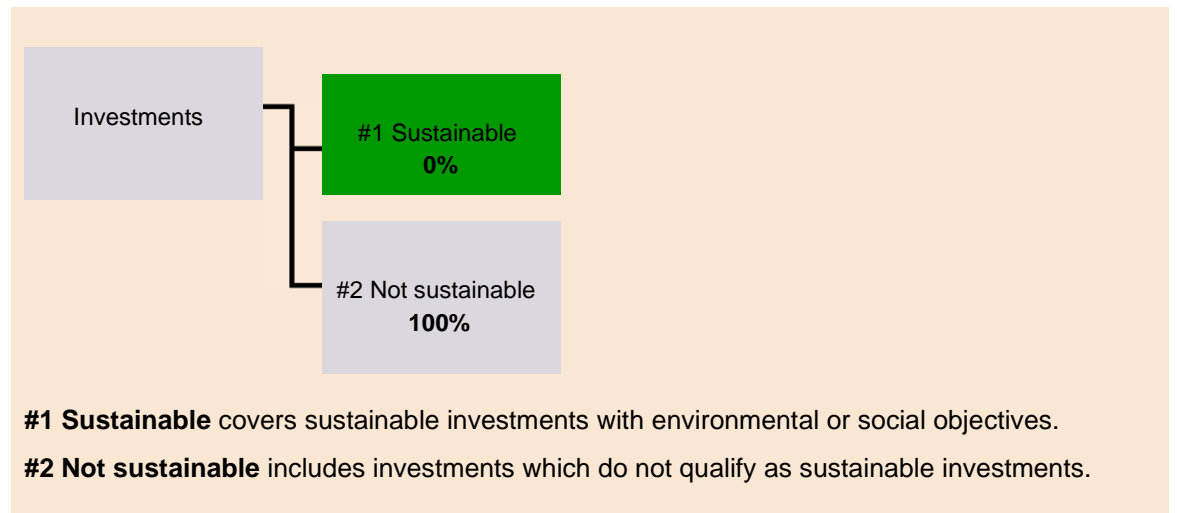 Investments
#1 Sustainable
0%
#2 Not sustainable
100%
#1 Sustainable covers sustainable investments with environmental or social objectives.
#2 Not sustainable includes investments which do not qualify as sustainable investments.